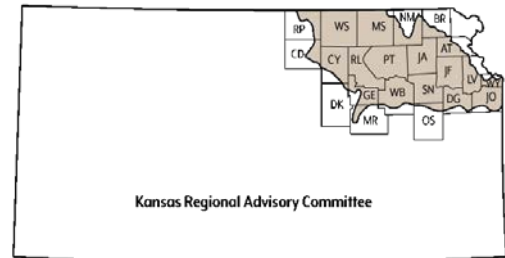 RP WS MS NM BR
CD CY RL PT JA AT
JF
DK GE WB SN DG LV WY JO
MR OS
Kansas Regional Advisory Committee